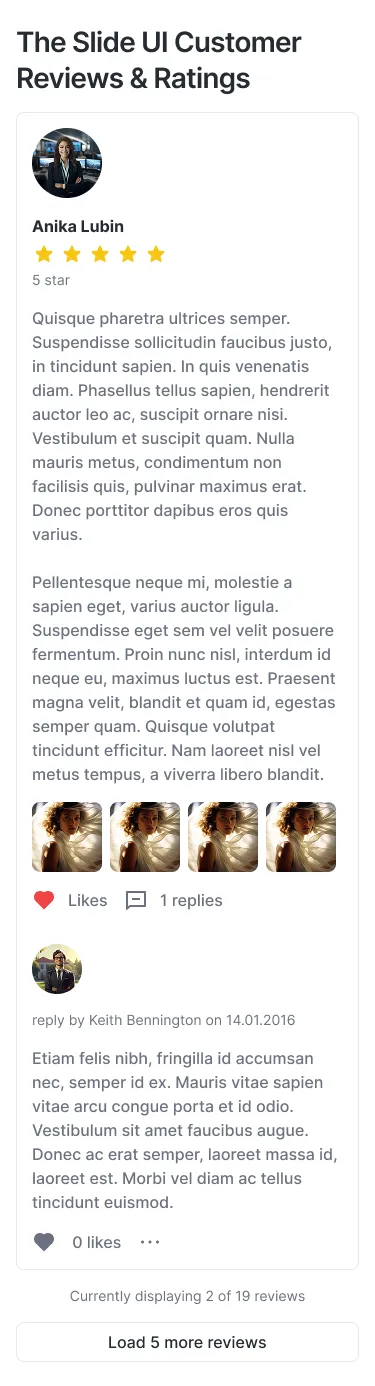 The Slide UI Customer
Reviews & Ratings
Anika Lubin
5 star
Quisque pharetra ultrices semper.
Suspendisse sollicitudin faucibus justo,
in tincidunt sapien. In quis venenatis
diam. Phasellus tellus sapien, hendrerit
auctor leo ac, suscipit ornare nisi.
Vestibulum et suscipit quam. Nulla
mauris metus, condimentum non
facilisis quis, pulvinar maximus erat.
Donec porttitor dapibus eros quis
varius.
Pellentesque neque mi, molestie a
sapien eget, varius auctor ligula.
Suspendisse eget sem vel velit posuere
fermentum. Proin nunc nisl, interdum id
neque eu, maximus luctus est. Praesent
magna velit, blandit et quam id, egestas
semper quam. Quisque volutpat
tincidunt efficitur. Nam laoreet nisl vel
metus tempus, a viverra libero blandit.
Likes 1 replies
reply by Keith Bennington on 14.01.2016
Etiam felis nibh, fringilla id accumsan
nec, semper id ex. Mauris vitae sapien
vitae arcu congue porta et id odio.
Vestibulum sit amet faucibus augue.
Donec ac erat semper, laoreet massa id,
laoreet est. Morbi vel diam ac tellus
tincidunt euismod.
0 likes
Currently displaying 2 of 19 reviews
Load 5 more reviews